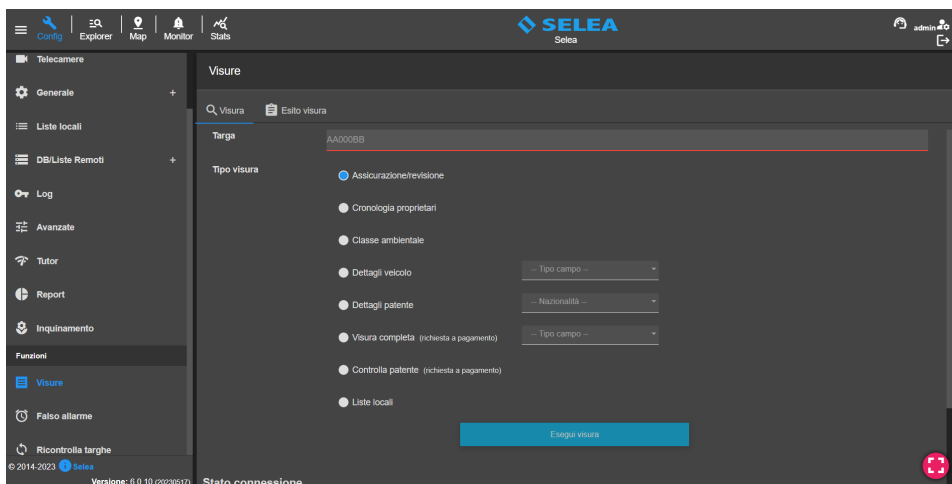 Config
Explorer
Map
Monitor
Stats
SELEA
Selea
admin
Telecamere
Generale +
Liste locali
DB/Liste Remoti +
Log
Avanzate
Tutor
Report
Inquinamento
Funzioni
Visure
Falso allarme
Ricontrolla targhe
© 2014-2023 Selea
Versione: 6.0.10 (20230517)
Visure
Visura
Esito visura
Targa
AA000BB
Tipo visura
Assicurazione/revisione
Cronologia proprietari
Classe ambientale
Dettagli veicolo
-- Tipo campo --
Dettagli patente
-- Nazionalità --
Visura completa (richiesta a pagamento)
-- Tipo campo --
Controlla patente (richiesta a pagamento)
Liste locali
Esegui visura
Stato connessione